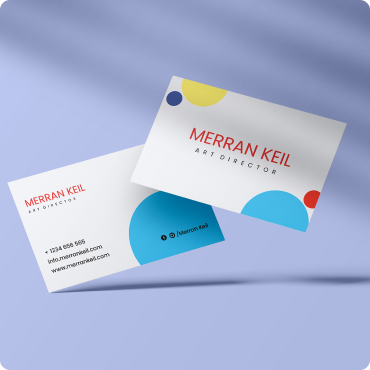 MERRAN KEIL
ART DIRECTOR
MERRAN KEIL
ART DIRECTOR
+ 1234 656 565
info.merrankeil.com
www.merrankeil.com
/Merran Keil